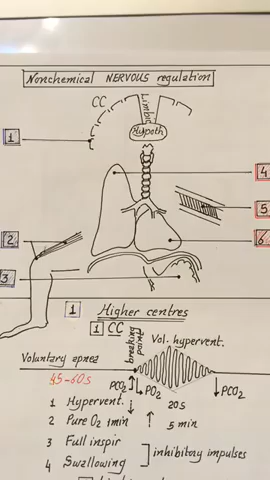 Nonchemical NERVOUS regulation
CC
Limbic
Hypoth
1
4
5
2
6
3
1 Higher centres
1 CC
breaking point
Vol. hypervent.
Voluntary apnea
45-60s
PCO2 PO2 PCO2
1 Hypervent. 20s
2 Pure O2 1min 5 min
3 Full inspir
inhibitory impulses
4 Swallowing